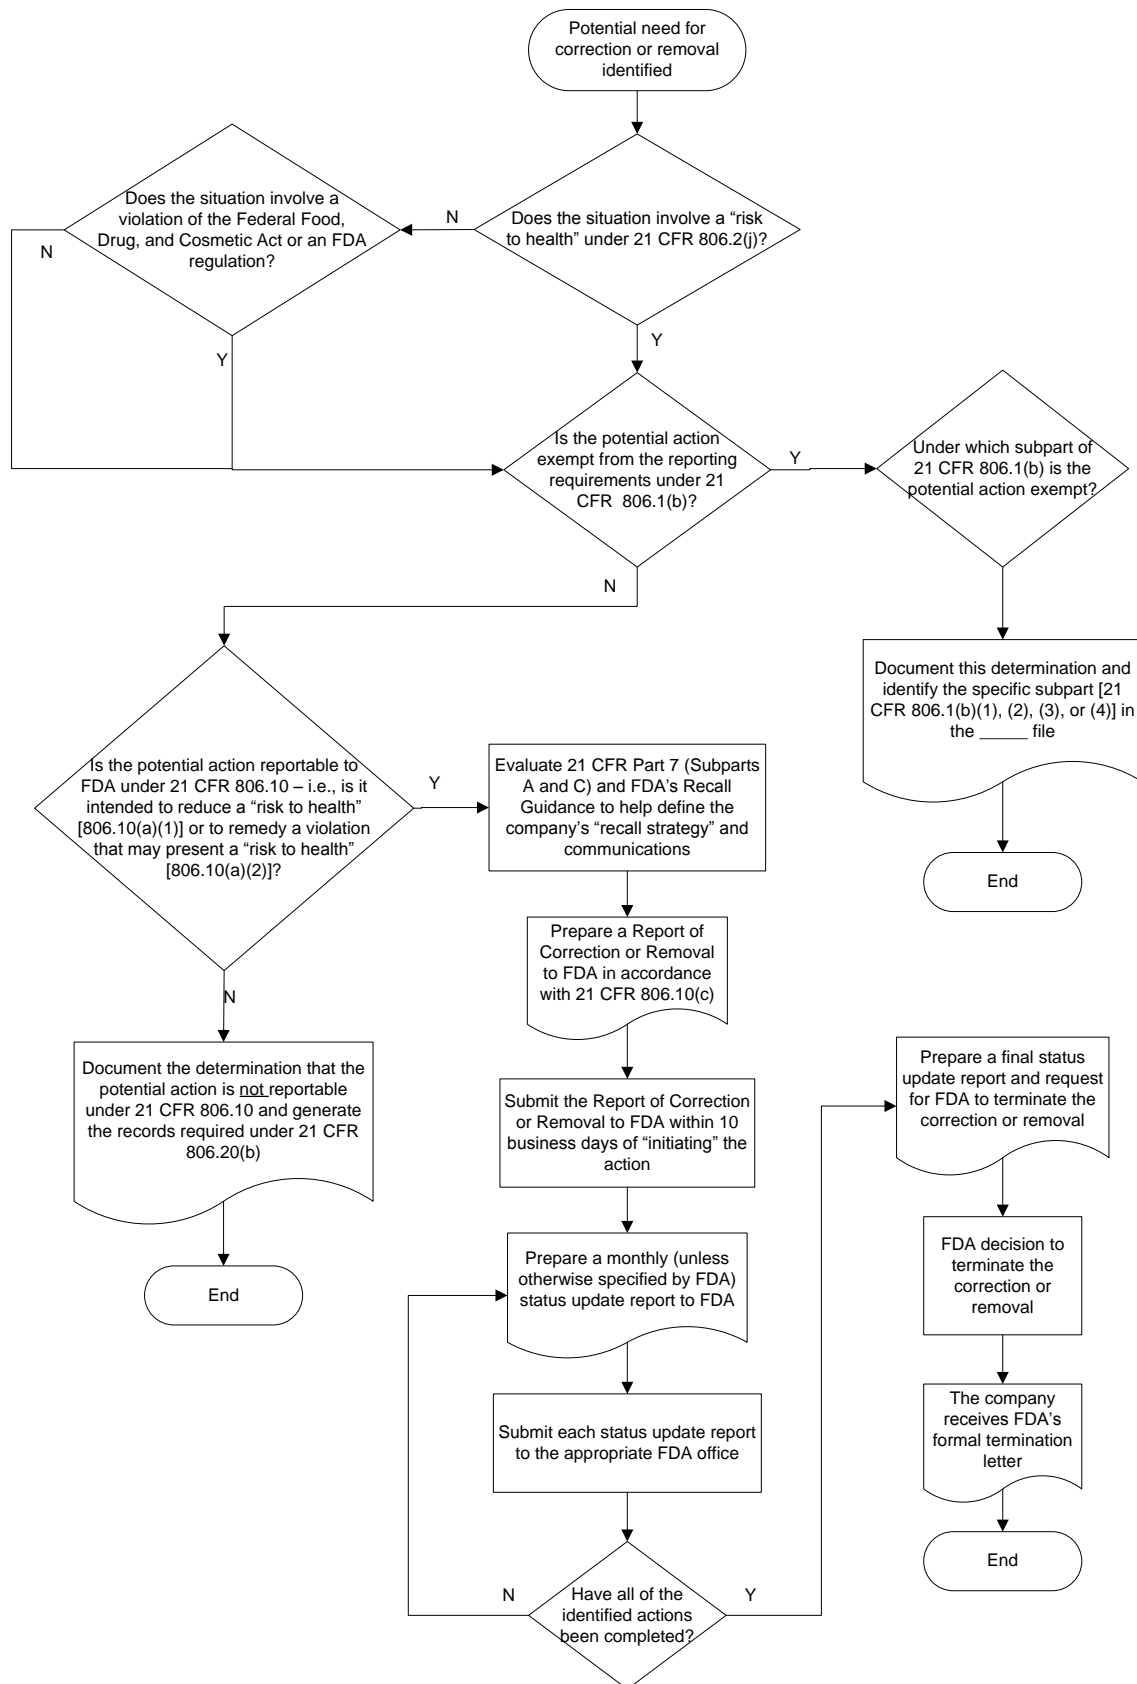 Potential need for
correction or removal
identified
Does the situation involve a
violation of the Federal Food,
Drug, and Cosmetic Act or an FDA
regulation?
N
Does the situation involve a “risk
to health” under 21 CFR 806.2(j)?
N
Y
Y
Is the potential action
exempt from the reporting
requirements under 21
CFR  806.1(b)?
Y
Under which subpart of
21 CFR 806.1(b) is the
potential action exempt?
N
Document this determination and
identify the specific subpart [21
CFR 806.1(b)(1), (2), (3), or (4)] in
the ______ file
End
Is the potential action reportable to
FDA under 21 CFR 806.10 – i.e., is it
intended to reduce a “risk to health”
[806.10(a)(1)] or to remedy a violation
that may present a “risk to health”
[806.10(a)(2)]?
Y
Evaluate 21 CFR Part 7 (Subparts
A and C) and FDA’s Recall
Guidance to help define the
company’s “recall strategy” and
communications
N
Prepare a Report of
Correction or Removal
to FDA in accordance
with 21 CFR 806.10(c)
Document the determination that the
potential action is not reportable
under 21 CFR 806.10 and generate
the records required under 21 CFR
806.20(b)
End
Submit the Report of Correction
or Removal to FDA within 10
business days of “initiating” the
action
Prepare a monthly (unless
otherwise specified by FDA)
status update report to FDA
Submit each status update report
to the appropriate FDA office
Have all of the
identified actions
been completed?
N
Y
Prepare a final status
update report and request
for FDA to terminate the
correction or removal
FDA decision to
terminate the
correction or
removal
The company
receives FDA’s
formal termination
letter
End